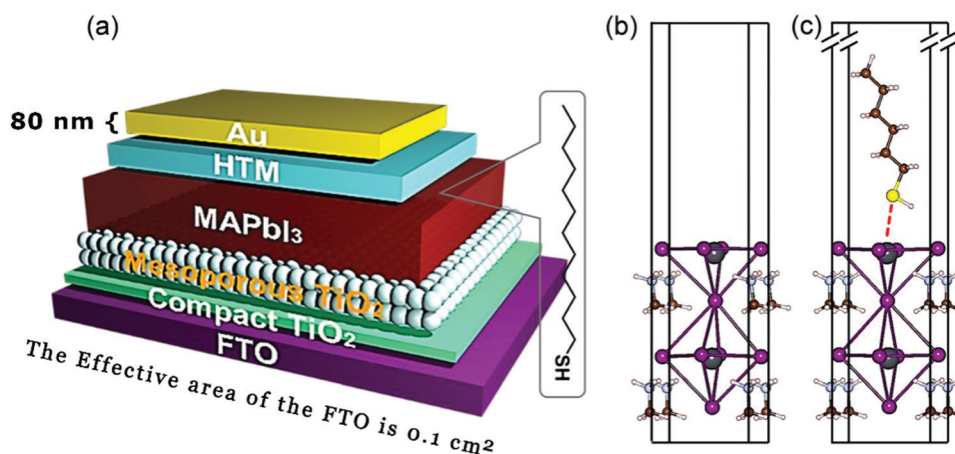 (a)
80 nm {
Au
HTM
MAPbI₃
Mesoporous TiO₂
Compact TiO₂
FTO
The Effective area of the FTO is 0.1 cm²
HS
(b)
(c)